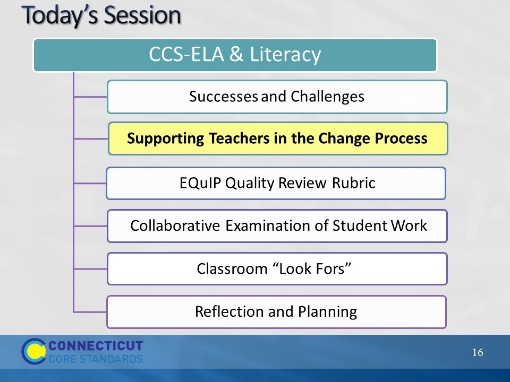 Today's Session
CCS-ELA & Literacy
Successes and Challenges
Supporting Teachers in the Change Process
EQuIP Quality Review Rubric
Collaborative Examination of Student Work
Classroom “Look Fors”
Reflection and Planning
CONNECTICUT
CORE STANDARDS
16